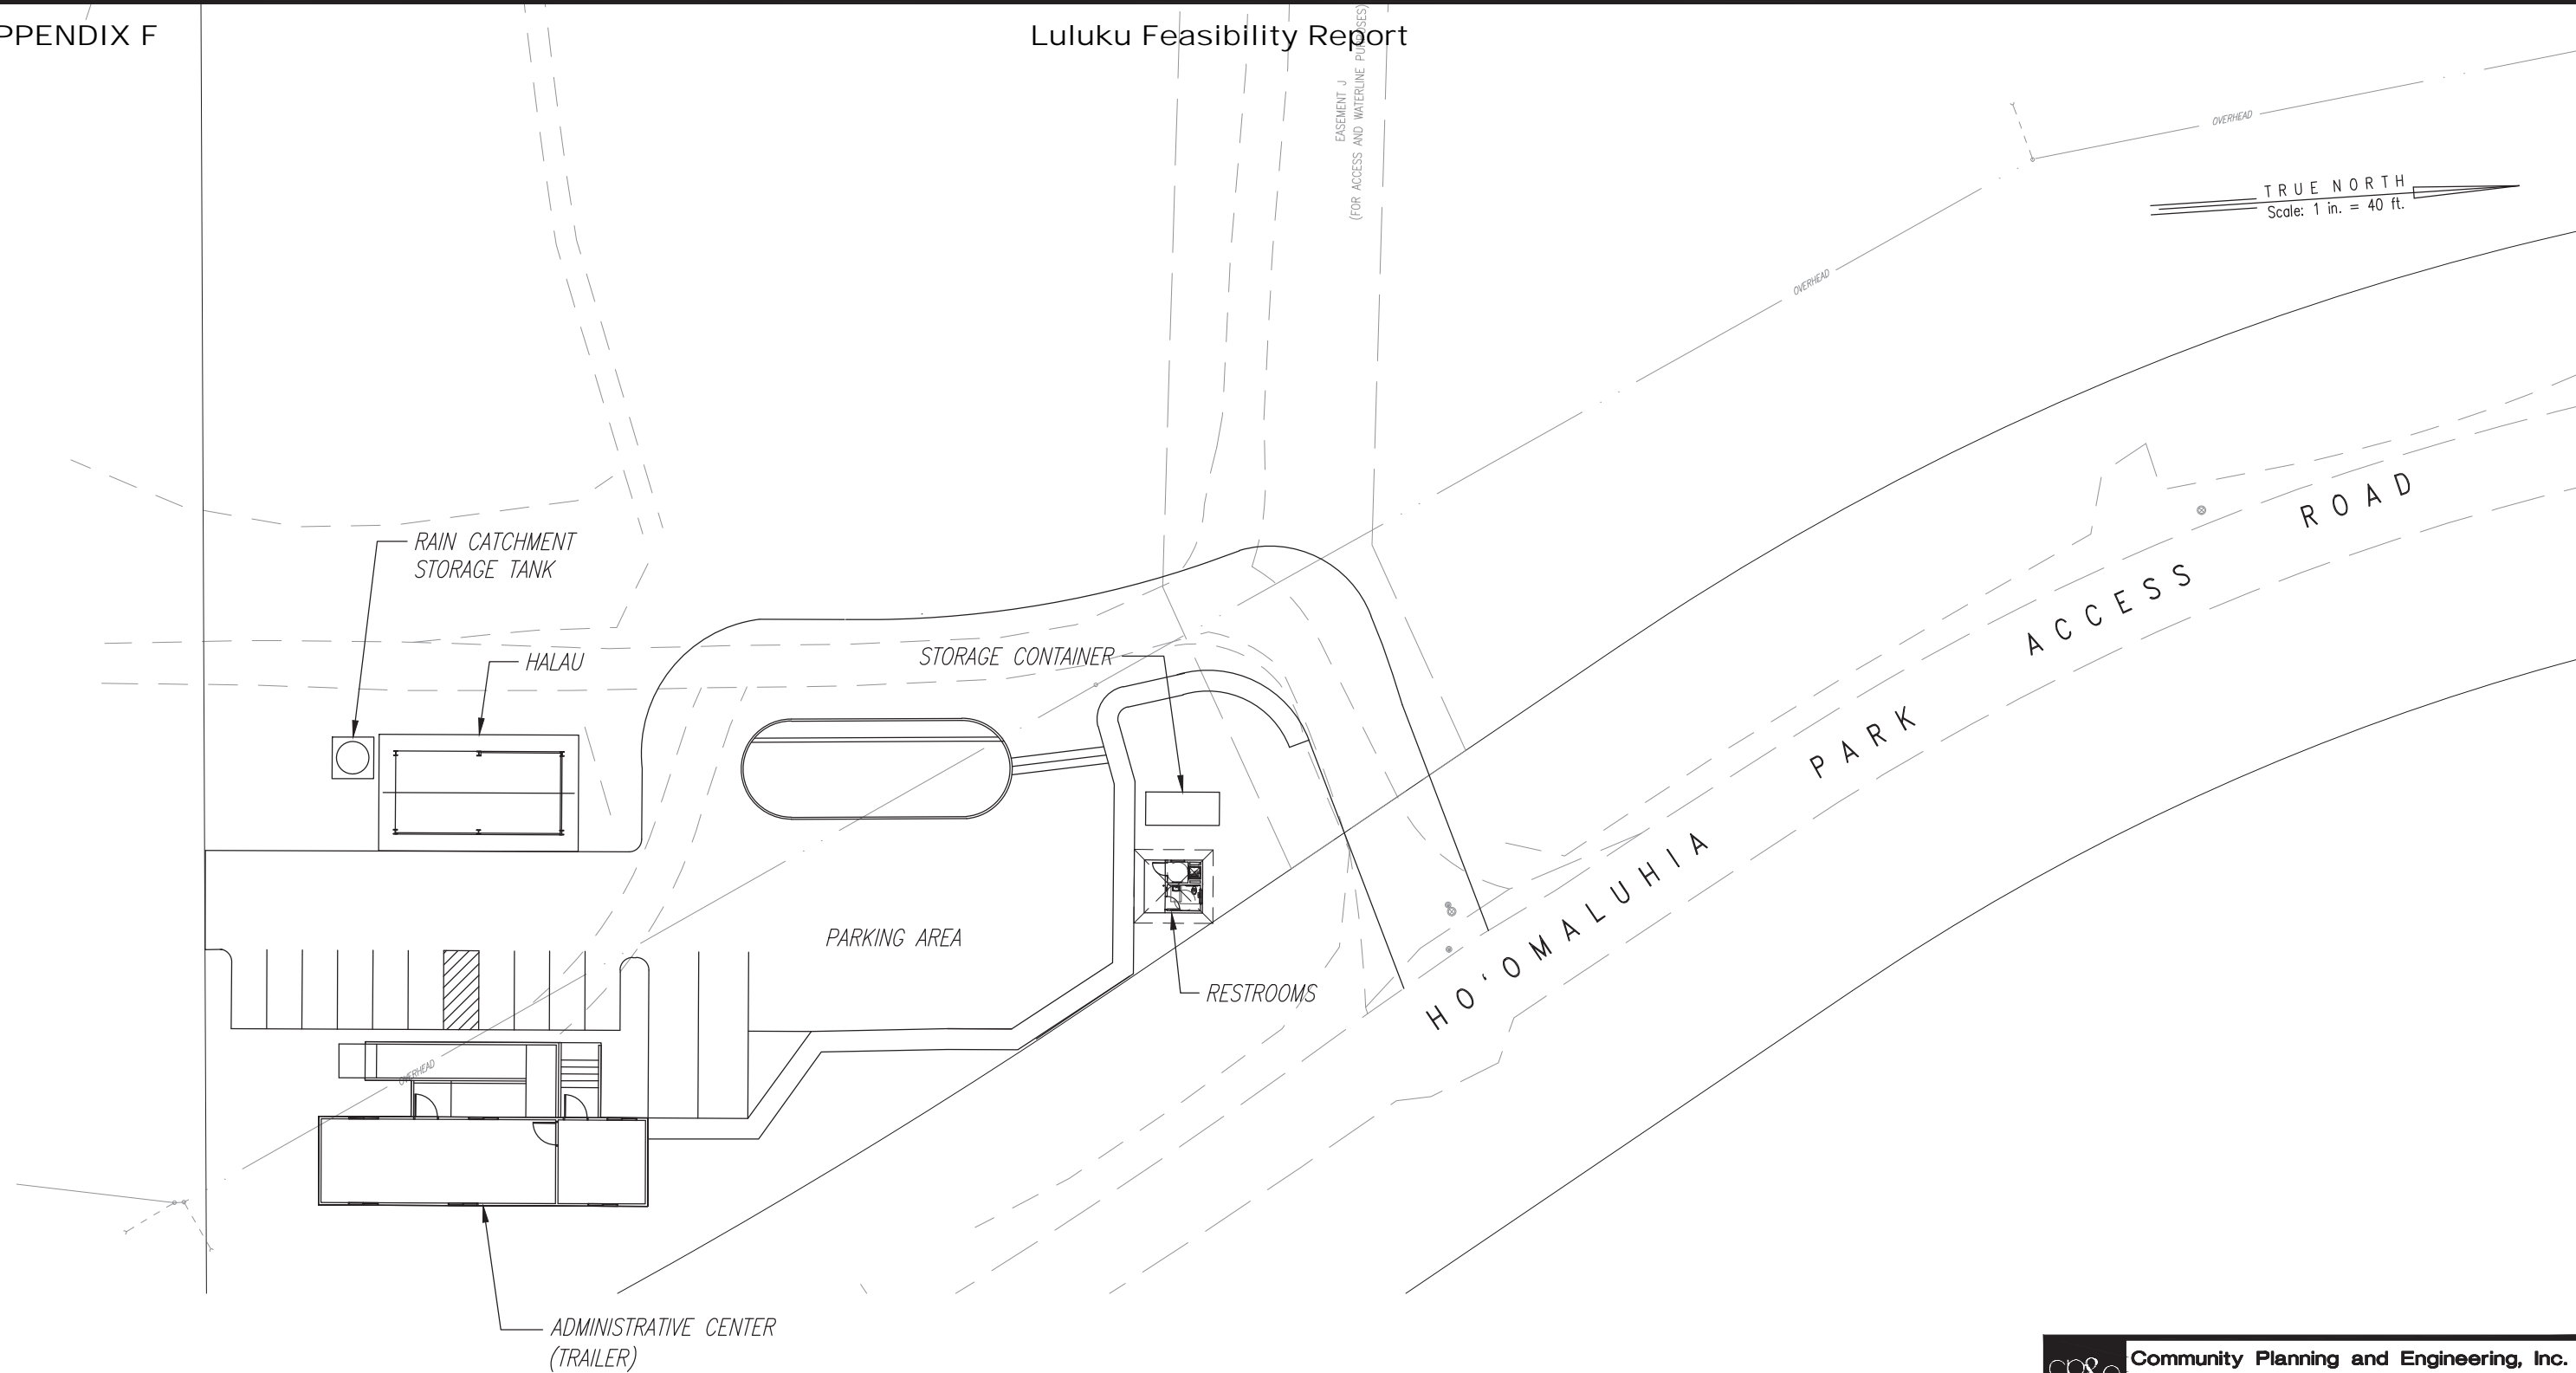 PPENDIX F
Luluku Feasibility Report
EASEMENT J
(FOR ACCESS AND WATERLINE PURPOSES)
OVERHEAD
TRUE NORTH
Scale: 1 in. = 40 ft.
OVERHEAD
RAIN CATCHMENT
STORAGE TANK
HALAU
STORAGE CONTAINER
HO'OMALUHIA PARK ACCESS ROAD
PARKING AREA
RESTROOMS
OVERHEAD
ADMINISTRATIVE CENTER
(TRAILER)
cp&e
Community Planning and Engineering, Inc.